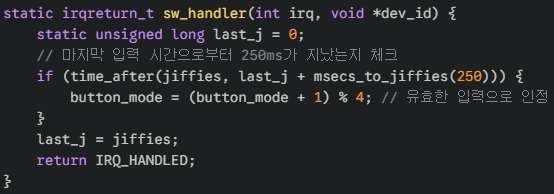 static irqreturn_t sw_handler(int irq, void *dev_id) {
    static unsigned long last_j = 0;
    // 마지막 입력 시간으로부터 250ms가 지났는지 체크
    if (time_after(jiffies, last_j + msecs_to_jiffies(250))) {
        button_mode = (button_mode + 1) % 4; // 유효한 입력으로 인정
    }
    last_j = jiffies;
    return IRQ_HANDLED;
}